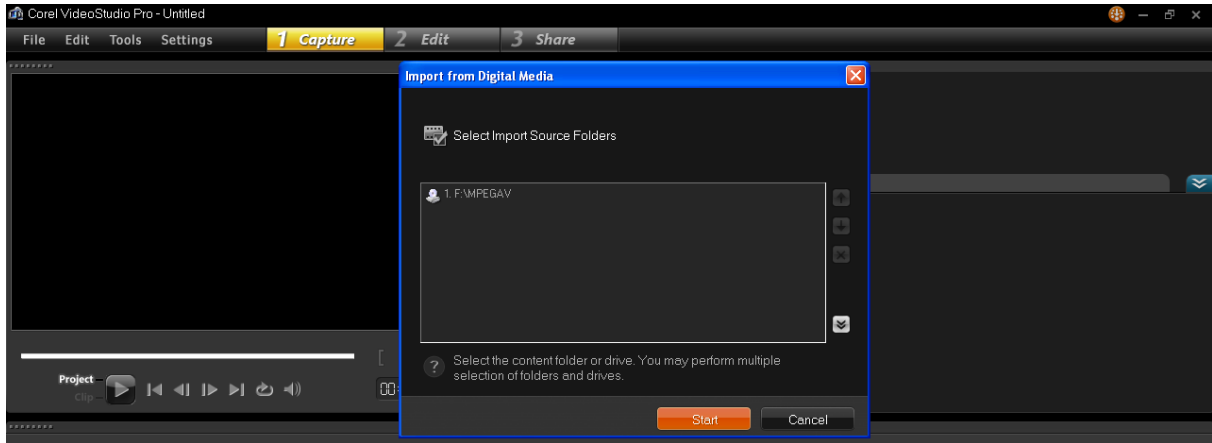 Corel VideoStudio Pro - Untitled
File Edit Tools Settings 1 Capture 2 Edit 3 Share
Import from Digital Media
Select Import Source Folders
1. F:\MPEGAV
Project
Clip
[
00
?
Select the content folder or drive. You may perform multiple
selection of folders and drives.
Start Cancel